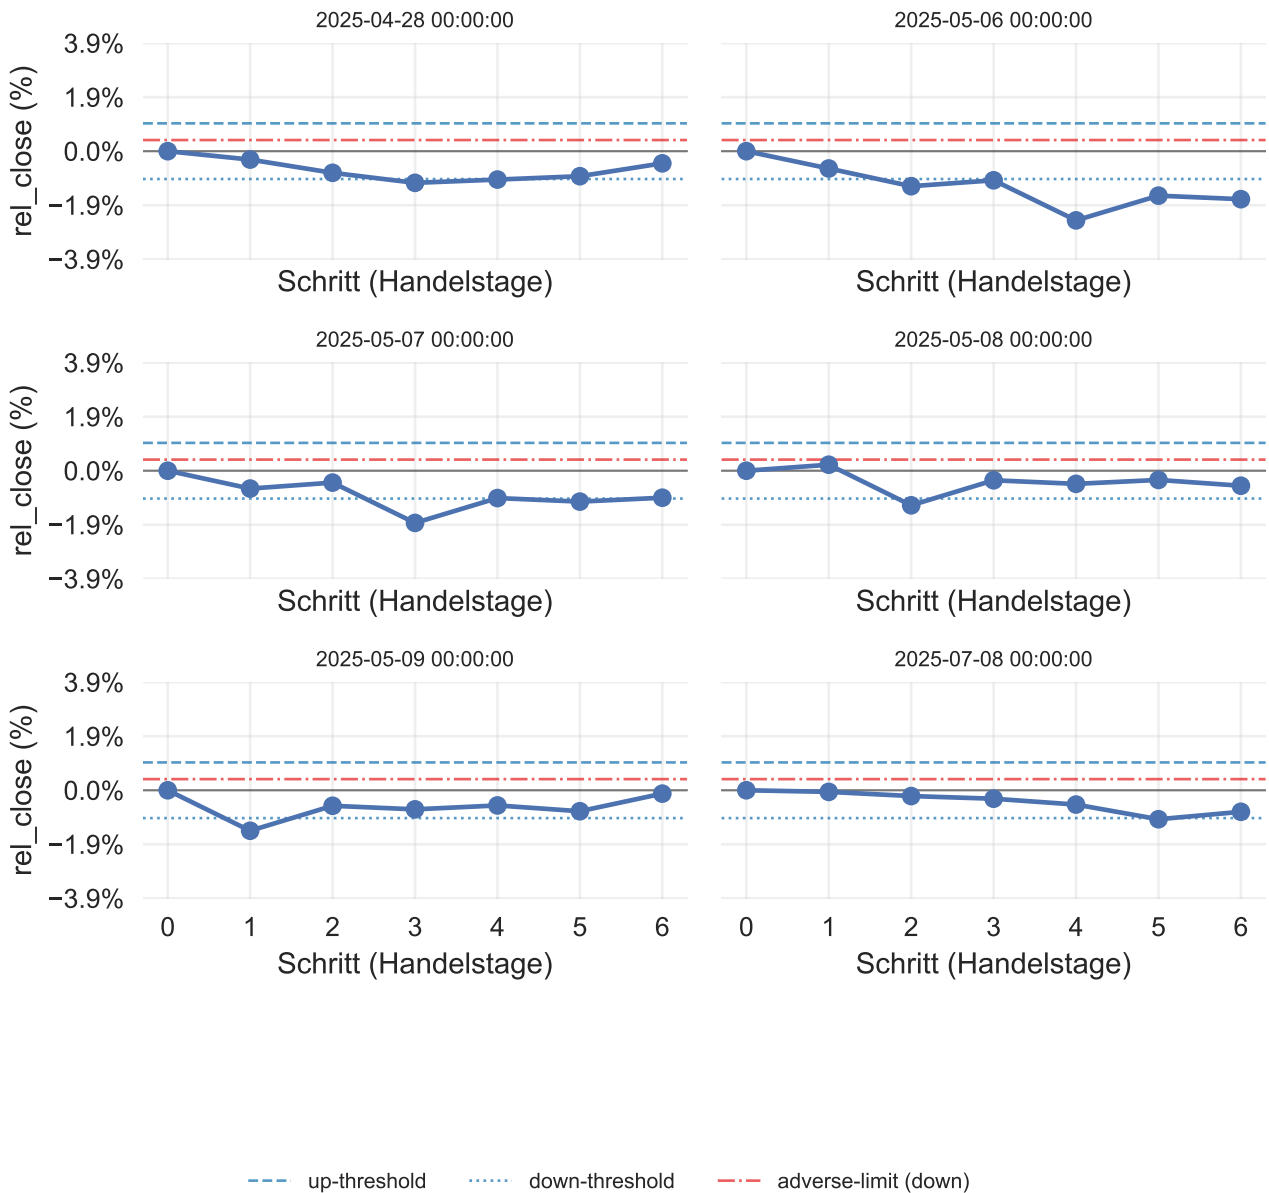 2025-04-28 00:00:00
2025-05-06 00:00:00
3.9%
1.9%
0.0%
−1.9%
−3.9%
rel_close (%)
Schritt (Handelstage)
Schritt (Handelstage)
2025-05-07 00:00:00
2025-05-08 00:00:00
3.9%
1.9%
0.0%
−1.9%
−3.9%
rel_close (%)
Schritt (Handelstage)
Schritt (Handelstage)
2025-05-09 00:00:00
2025-07-08 00:00:00
3.9%
1.9%
0.0%
−1.9%
−3.9%
rel_close (%)
0 1 2 3 4 5 6
0 1 2 3 4 5 6
Schritt (Handelstage)
Schritt (Handelstage)
up-threshold
down-threshold
adverse-limit (down)